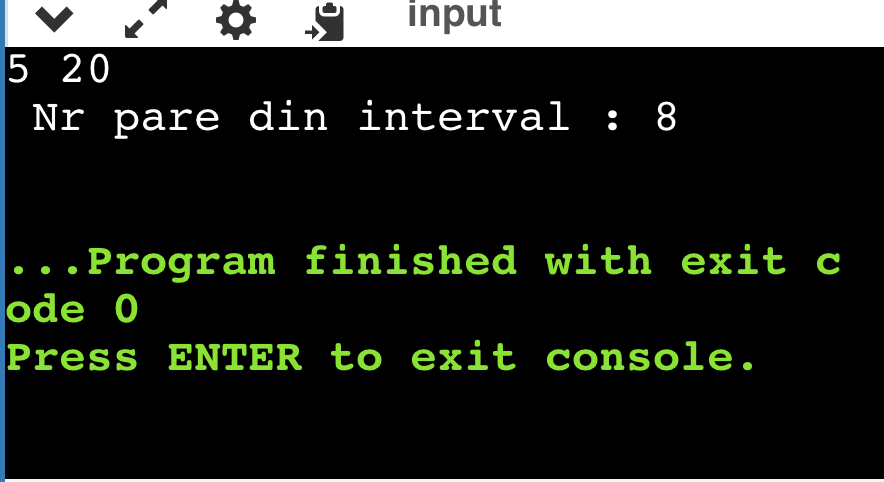 input
5 20
Nr pare din interval : 8
...Program finished with exit c
ode 0
Press ENTER to exit console.